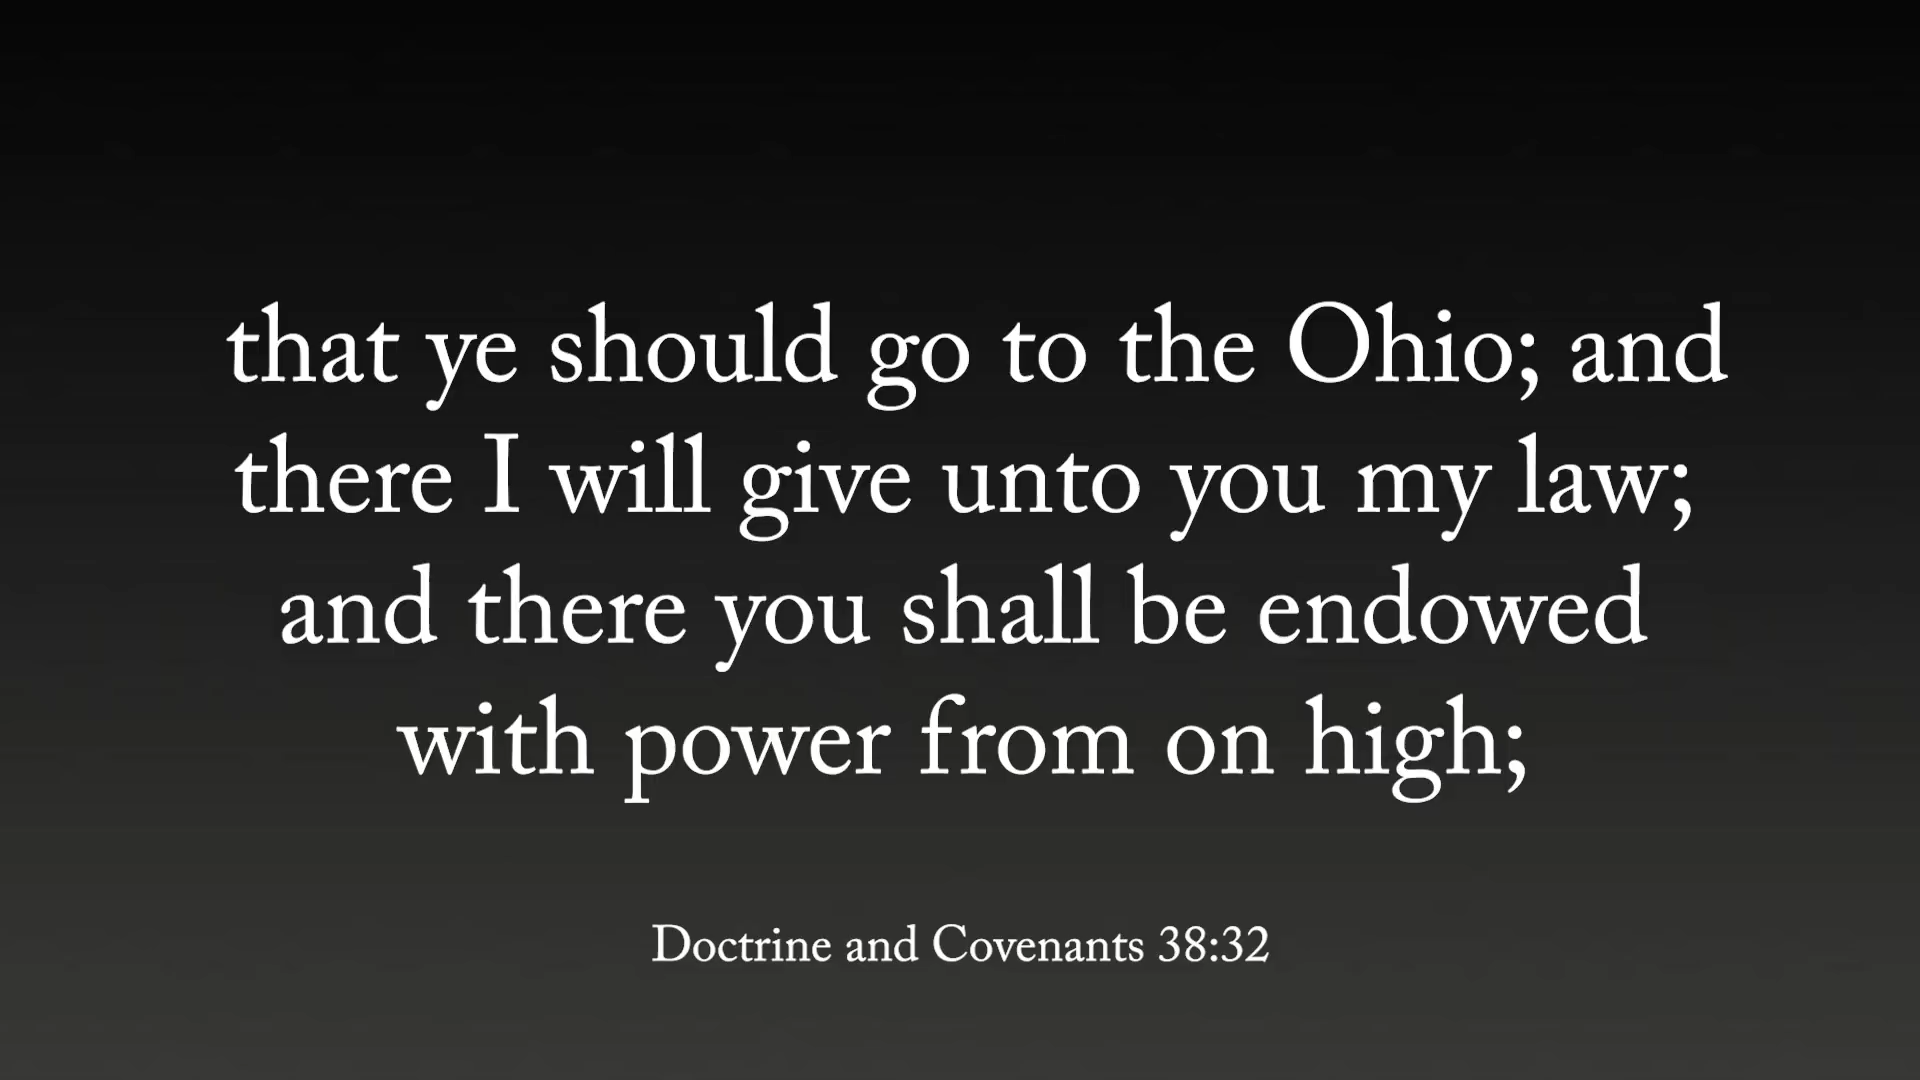 that ye should go to the Ohio; and
there I will give unto you my law;
and there you shall be endowed
with power from on high;
Doctrine and Covenants 38:32